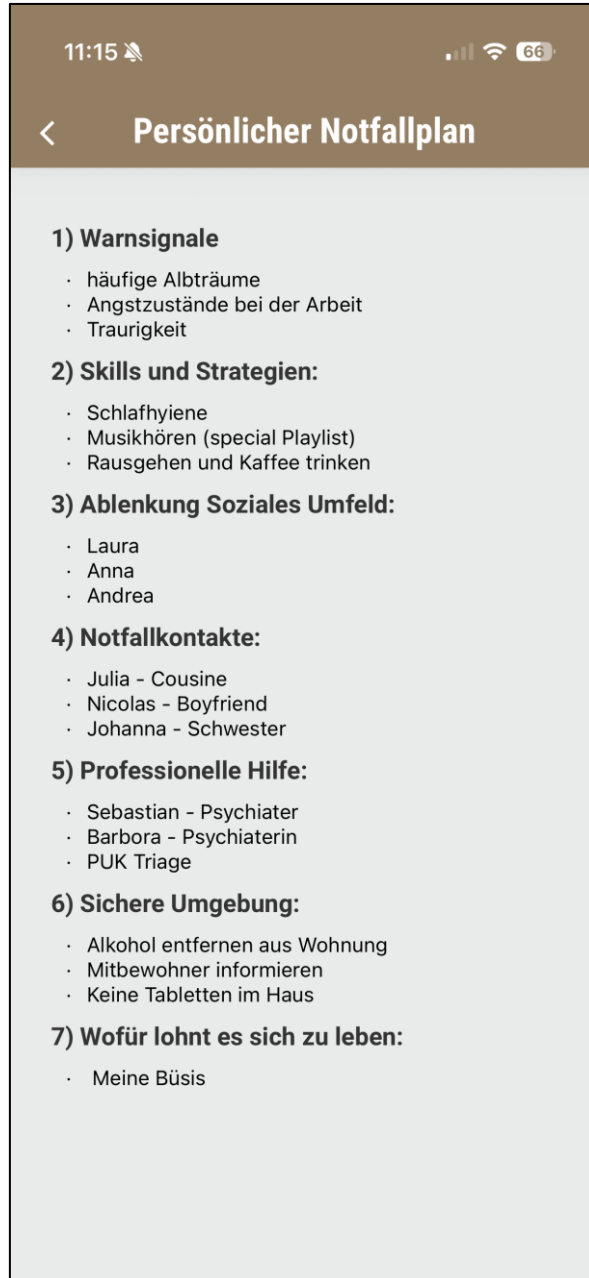 11:15
66
Persönlicher Notfallplan
1) Warnsignale
· häufige Albträume
· Angstzustände bei der Arbeit
· Traurigkeit
2) Skills und Strategien:
· Schlafhyiene
· Musikhören (special Playlist)
· Rausgehen und Kaffee trinken
3) Ablenkung Soziales Umfeld:
· Laura
· Anna
· Andrea
4) Notfallkontakte:
· Julia - Cousine
· Nicolas - Boyfriend
· Johanna - Schwester
5) Professionelle Hilfe:
· Sebastian - Psychiater
· Barbora - Psychiaterin
· PUK Triage
6) Sichere Umgebung:
· Alkohol entfernen aus Wohnung
· Mitbewohner informieren
· Keine Tabletten im Haus
7) Wofür lohnt es sich zu leben:
· Meine Büsis